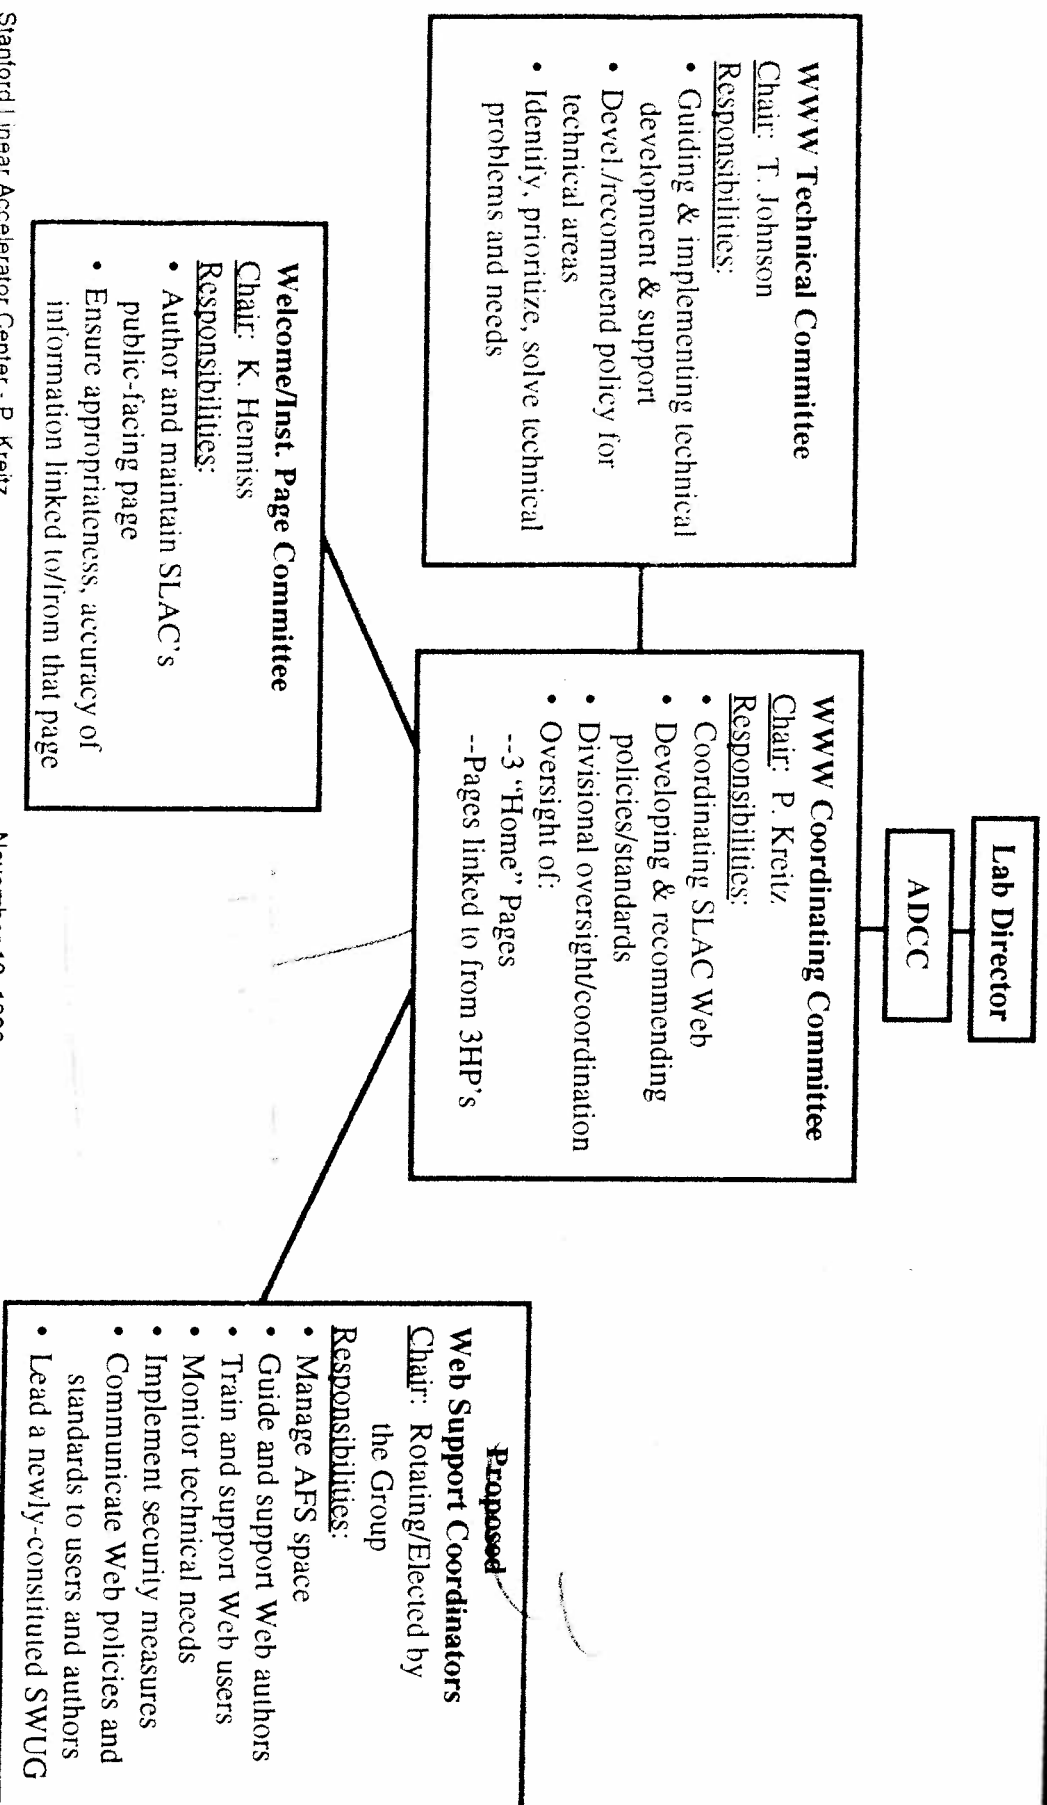 Lab Director
ADCC
WWW Technical Committee
Chair: T. Johnson
Responsibilities:
• Guiding & implementing technical
development & support
• Devel./recommend policy for
technical areas
• Identify, prioritize, solve technical
problems and needs
WWW Coordinating Committee
Chair: P. Kreitz
Responsibilities:
• Coordinating SLAC Web
• Developing & recommending
policies/standards
• Divisional oversight/coordination
• Oversight of:
--3 "Home" Pages
--Pages linked to from 3HP's
Proposed
Web Support Coordinators
Chair: Rotating/Elected by
the Group
Responsibilities:
• Manage AFS space
• Guide and support Web authors
• Train and support Web users
• Monitor technical needs
• Implement security measures
• Communicate Web policies and
standards to users and authors
• Lead a newly-constituted SWUG
Welcome/Inst. Page Committee
Chair: K. Henniss
Responsibilities:
• Author and maintain SLAC's
public-facing page
• Ensure appropriateness, accuracy of
information linked to/from that page
Stanford Linear Accelerator Center - P. Kreitz
November